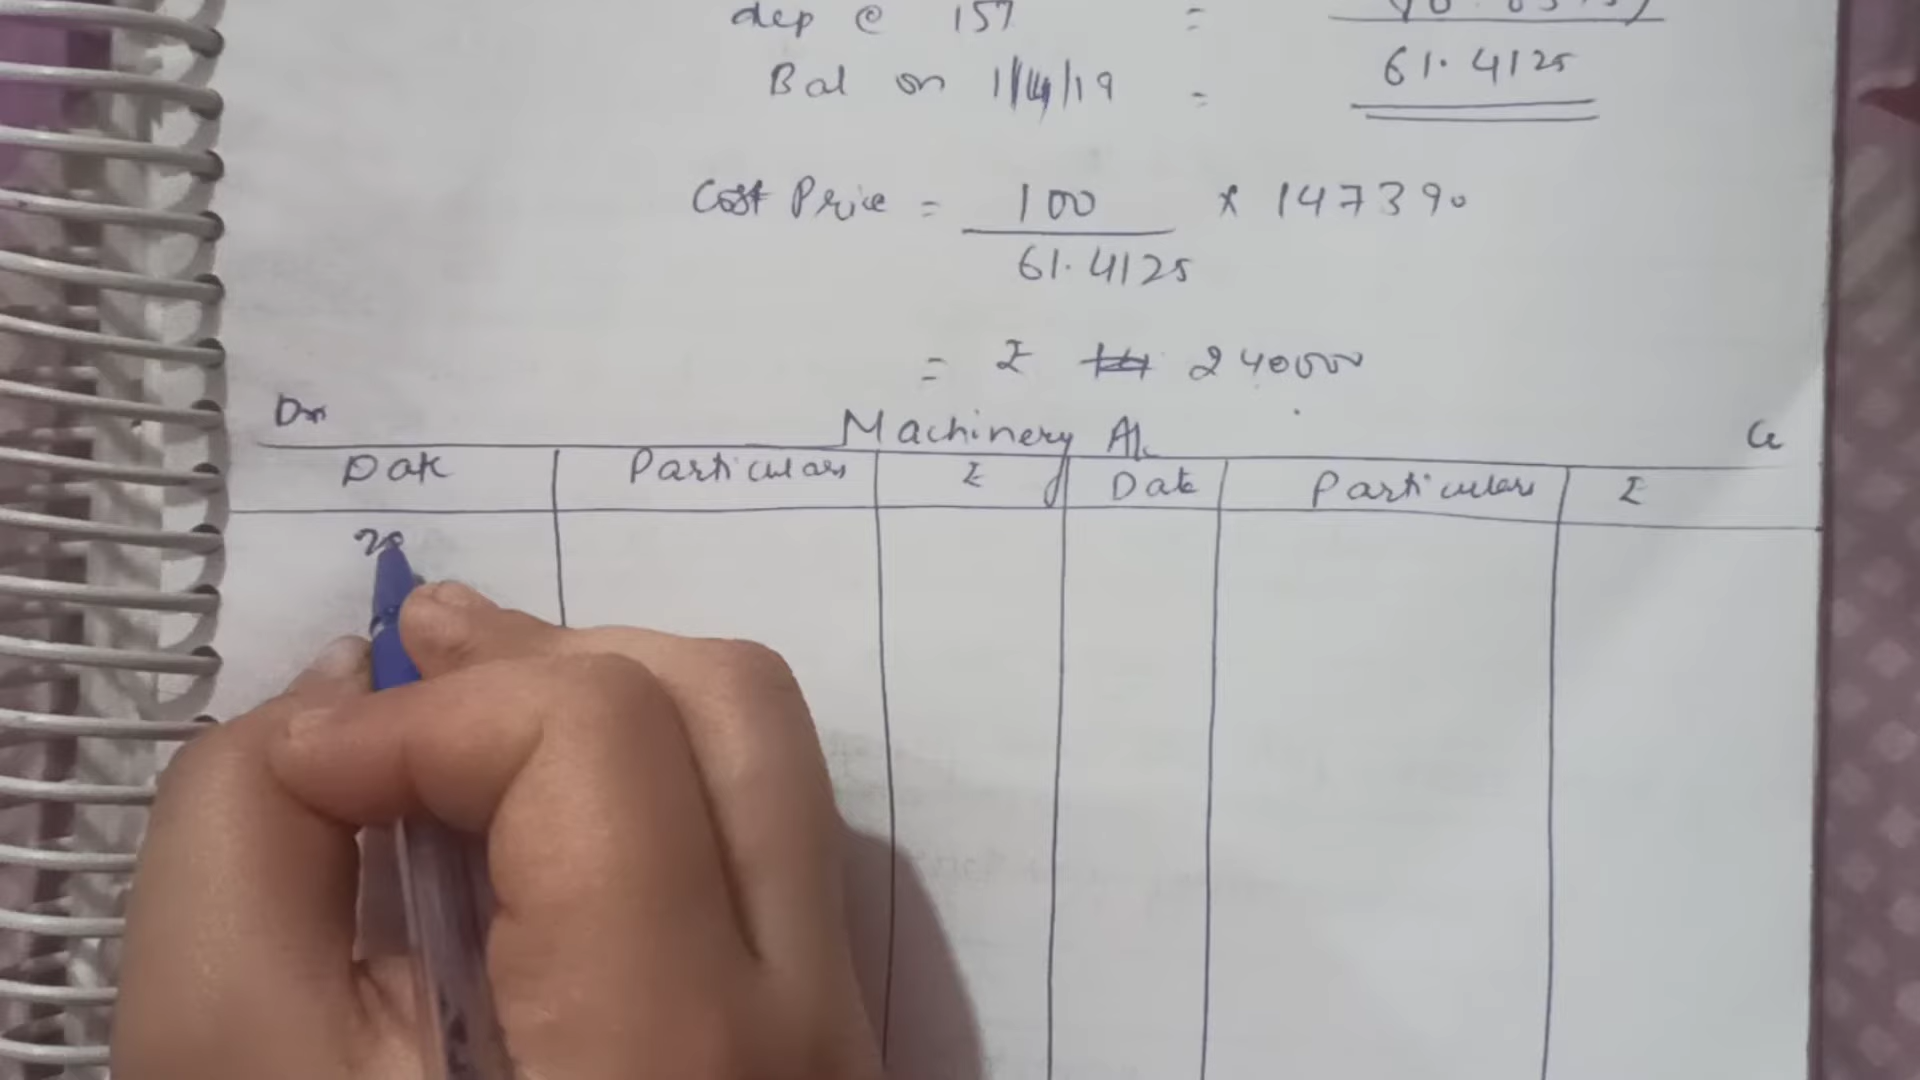 dep @ 15% =
Bal on 1/4/19 = 61.4125
Cost Price = 100 * 147390
61.4125
= ₹ 240000
Dr Machinery A/c Cr
Date Particulars ₹ Date Particulars ₹
20